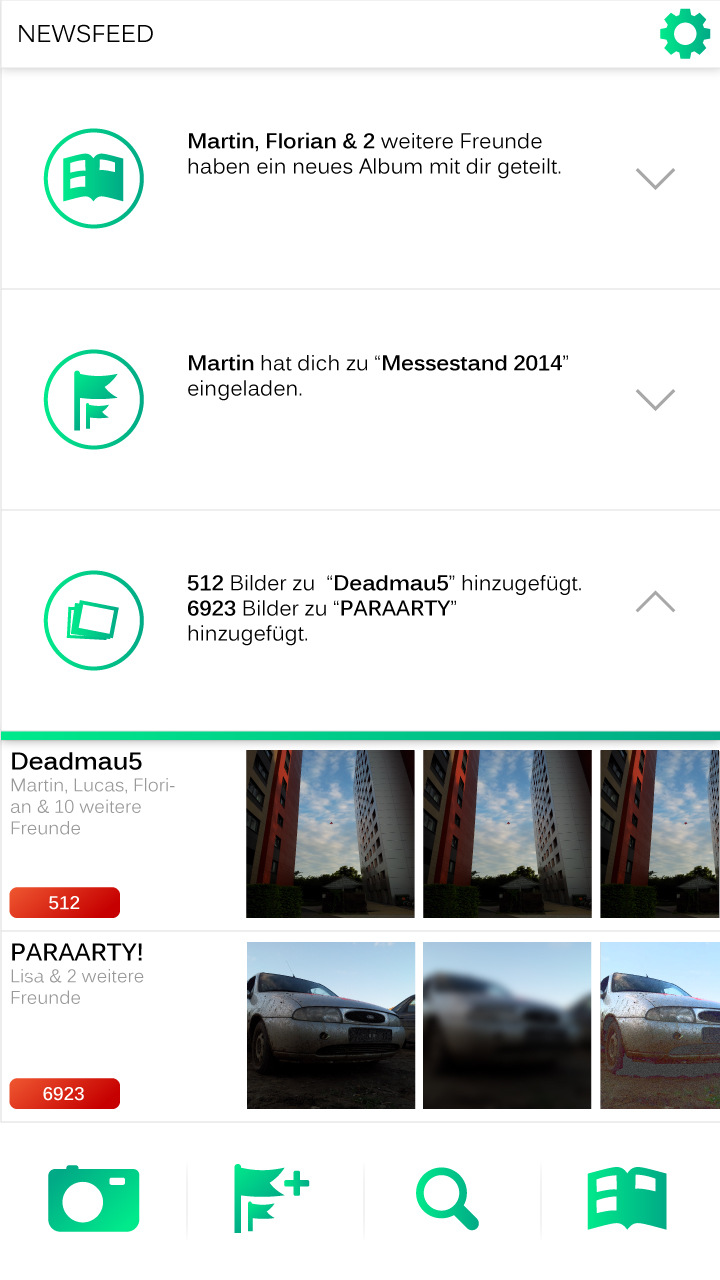 NEWSFEED
Martin, Florian & 2 weitere Freunde
haben ein neues Album mit dir geteilt.
Martin hat dich zu “Messestand 2014”
eingeladen.
512 Bilder zu “Deadmau5” hinzugefügt.
6923 Bilder zu “PARAARTY”
hinzugefügt.
Deadmau5
Martin, Lucas, Flori-
an & 10 weitere
Freunde
512
PARAARTY!
Lisa & 2 weitere
Freunde
6923